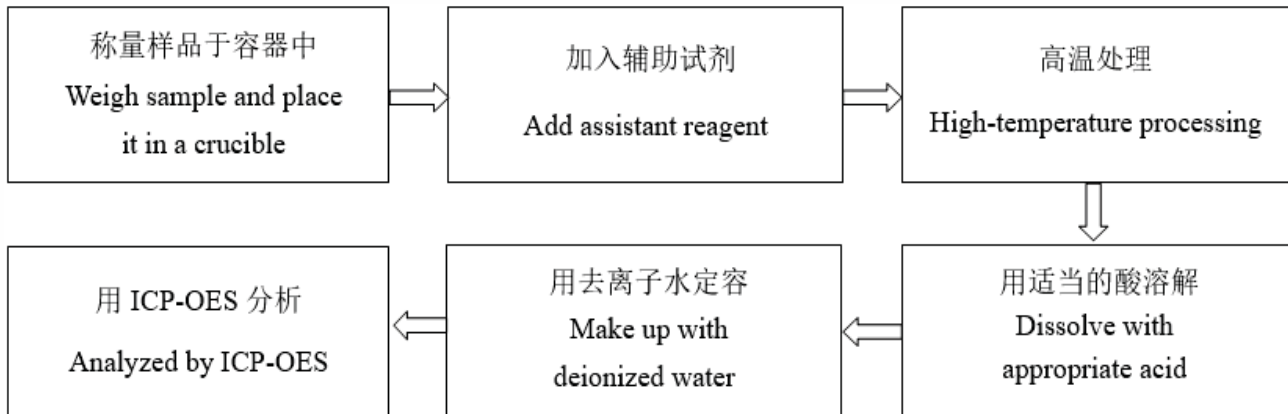 称量样品于容器中
Weigh sample and place
it in a crucible
加入辅助试剂
Add assistant reagent
高温处理
High-temperature processing
用适当的酸溶解
Dissolve with
appropriate acid
用去离子水定容
Make up with
deionized water
用 ICP-OES 分析
Analyzed by ICP-OES